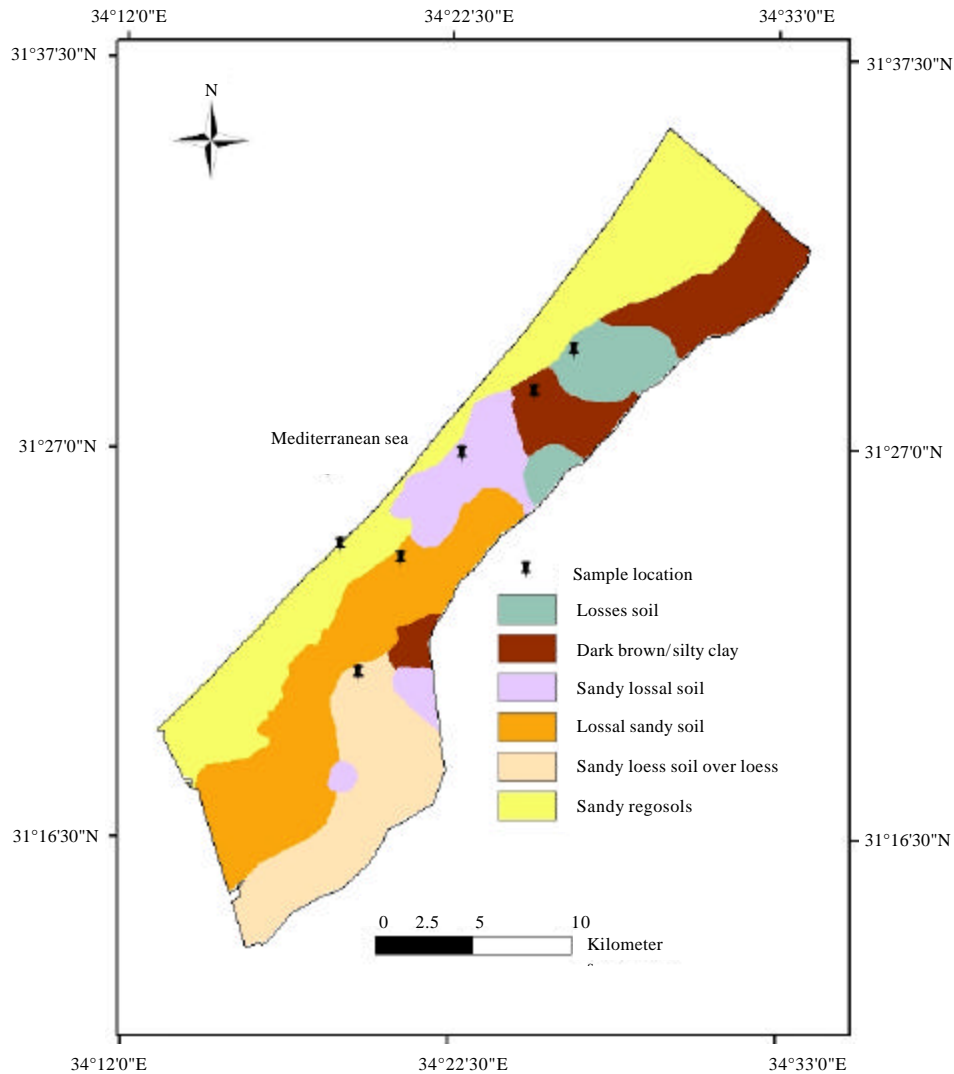 34°12'0"E 34°22'30"E 34°33'0"E
31°37'30"N 31°37'30"N
N
Mediterranean sea
31°27'0"N 31°27'0"N
Sample location
Losses soil
Dark brown/silty clay
Sandy lossal soil
Lossal sandy soil
Sandy loess soil over loess
Sandy regosols
31°16'30"N 31°16'30"N
0 2.5 5 10
Kilometer
34°12'0"E 34°22'30"E 34°33'0"E